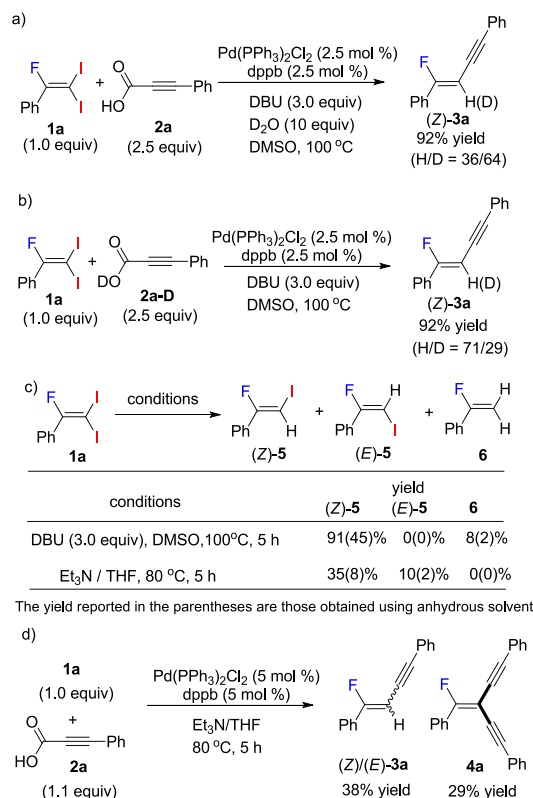 a)
Ph
F I
I
Ph
1a
(1.0 equiv)
+
O
HO
Ph
2a
(2.5 equiv)
Pd(PPh3)2Cl2 (2.5 mol %)
dppb (2.5 mol %)
DBU (3.0 equiv)
D2O (10 equiv)
DMSO, 100 °C
F
Ph H(D)
(Z)-3a
92% yield
(H/D = 36/64)
b)
Ph
F I
I
Ph
1a
(1.0 equiv)
+
O
DO
Ph
2a-D
(2.5 equiv)
Pd(PPh3)2Cl2 (2.5 mol %)
dppb (2.5 mol %)
DBU (3.0 equiv)
DMSO, 100 °C
F
Ph H(D)
(Z)-3a
92% yield
(H/D = 71/29)
c)
F I
I
Ph
1a
conditions
F I
Ph H
(Z)-5
+
F H
Ph I
(E)-5
+
F H
Ph H
6
yield
conditions (Z)-5 (E)-5 6
DBU (3.0 equiv), DMSO,100°C, 5 h 91(45)% 0(0)% 8(2)%
Et3N / THF, 80 °C, 5 h 35(8)% 10(2)% 0(0)%
The yield reported in the parentheses are those obtained using anhydrous solvent
d)
1a
(1.0 equiv)
+
O
HO
Ph
2a
(1.1 equiv)
Pd(PPh3)2Cl2 (5 mol %)
dppb (5 mol %)
Et3N/THF
80 °C, 5 h
Ph
F
Ph H
(Z)/(E)-3a
38% yield
Ph
F
Ph
Ph
4a
29% yield